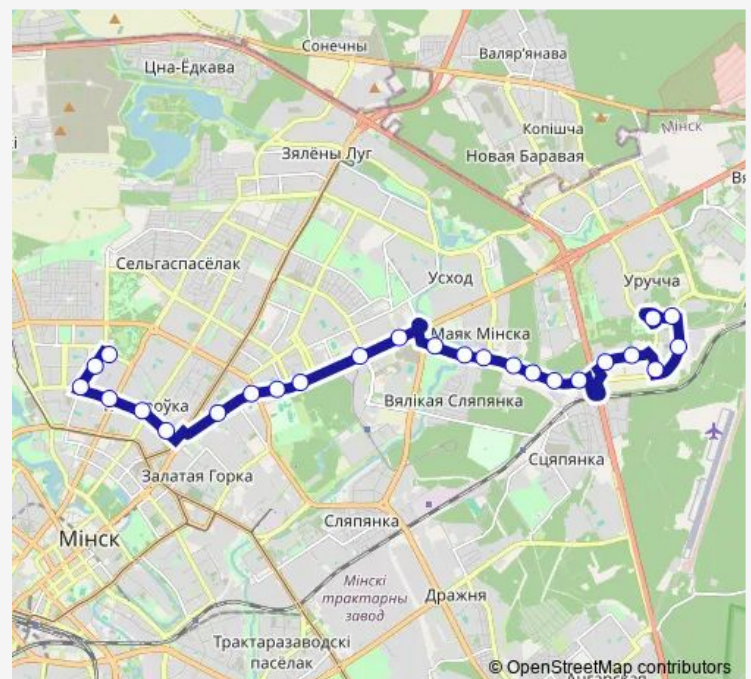 Сонечны
Валяр'янава
Цна-Ёдкава
Копішча
Мінск
Зялёны Луг
Новая Баравая
Сельгаспасёлак
Усход
Уручча
Маяк Мінска
Вялікая Сляпянка
Залатая Горка
Сцяпянка
Сляпянка
Мінск
Мінскі
трактарны
завод
Дражня
Трактаразаводскі
пасёлак
© OpenStreetMap contributors